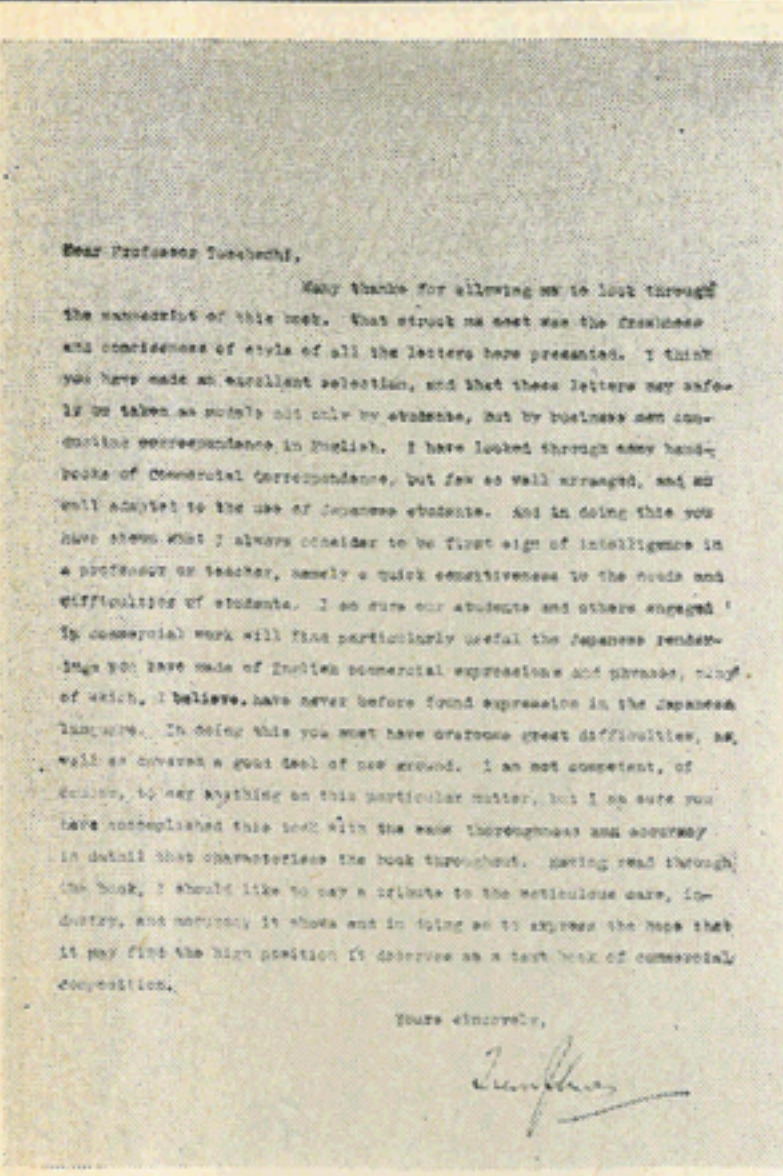 Dear Professor
Many thanks for allowing me to look through
the manuscript of this book. What struck me most was the freshness
and conciseness of style of all the letters here presented. I think
you have made an excellent selection, and that these letters may safe-
ly be taken as models not only by students, but by business men con-
ducting correspondence in English. I have looked through many hand-
books of Commercial Correspondence, but few so well arranged, and so
well adapted to the use of Japanese students. And in doing this you
have shown what I always consider to be first sign of intelligence in
a professor or teacher, namely a quick sensitiveness to the needs and
difficulties of students. I am sure our students and others engaged
in commercial work will find particularly useful the Japanese render-
ings you have made of English commercial expressions and phrases, many
of which, I believe, have never before found expression in the Japanese
language. In doing this you must have overcome great difficulties, as
well as covered a good deal of new ground. I am not competent, of
course, to say anything on this particular matter, but I am sure you
have accomplished this task with the same thoroughness and accuracy
in detail that characterises the book throughout. Having read through
the book, I should like to pay a tribute to the meticulous care, in-
dustry, and accuracy it shows and in doing so to express the hope that
it may find the high position it deserves as a text book of commercial
composition.
Yours sincerely,